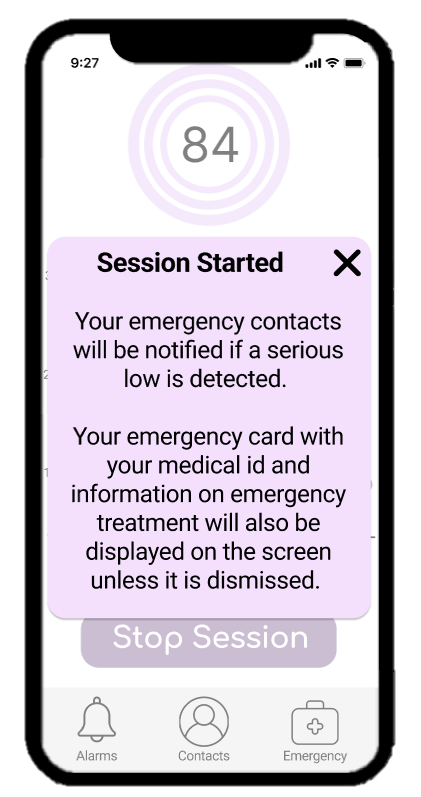 9:27
84
Session Started
Your emergency contacts
will be notified if a serious
low is detected.
Your emergency card with
your medical id and
information on emergency
treatment will also be
displayed on the screen
unless it is dismissed.
Stop Session
Alarms
Contacts
Emergency